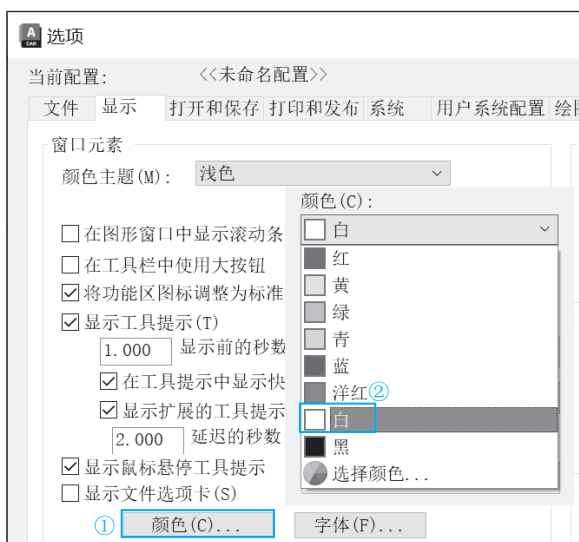 A
CAD
选项
当前配置:
<<未命名配置>>
文件 显示 打开和保存 打印和发布 系统 用户系统配置 绘
窗口元素
颜色主题(M): 浅色
颜色(C):
白
在图形窗口中显示滚动条
红
在工具栏中使用大按钮
黄
将功能区图标调整为标准
绿
显示工具提示(T)
青
1.000 显示前的秒数
蓝
在工具提示中显示快
洋红②
显示扩展的工具提示
白
2.000 延迟的秒数
黑
显示鼠标悬停工具提示
选择颜色...
显示文件选项卡(S)
① 颜色(C)... 字体(F)...